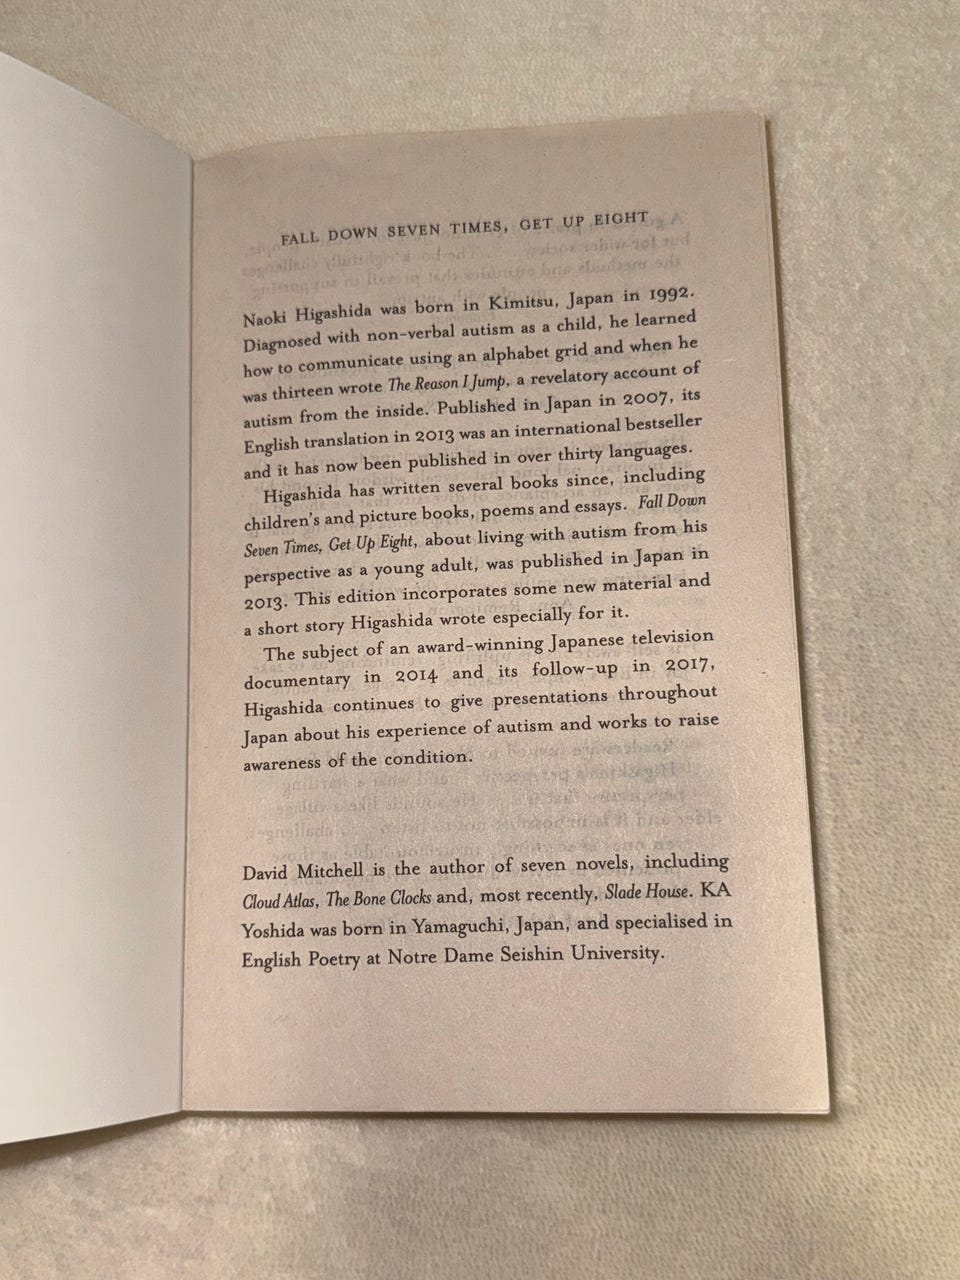 FALL DOWN SEVEN TIMES, GET UP EIGHT
Naoki Higashida was born in Kimitsu, Japan in 1992.
Diagnosed with non-verbal autism as a child, he learned
how to communicate using an alphabet grid and when he
was thirteen wrote The Reason I Jump, a revelatory account of
autism from the inside. Published in Japan in 2007, its
English translation in 2013 was an international bestseller
and it has now been published in over thirty languages.
Higashida has written several books since, including
children's and picture books, poems and essays. Fall Down
Seven Times, Get Up Eight, about living with autism from his
perspective as a young adult, was published in Japan in
2013. This edition incorporates some new material and
a short story Higashida wrote especially for it.
The subject of an award-winning Japanese television
documentary in 2014 and its follow-up in 2017,
Higashida continues to give presentations throughout
Japan about his experience of autism and works to raise
awareness of the condition.
David Mitchell is the author of seven novels, including
Cloud Atlas, The Bone Clocks and, most recently, Slade House. KA
Yoshida was born in Yamaguchi, Japan, and specialised in
English Poetry at Notre Dame Seishin University.